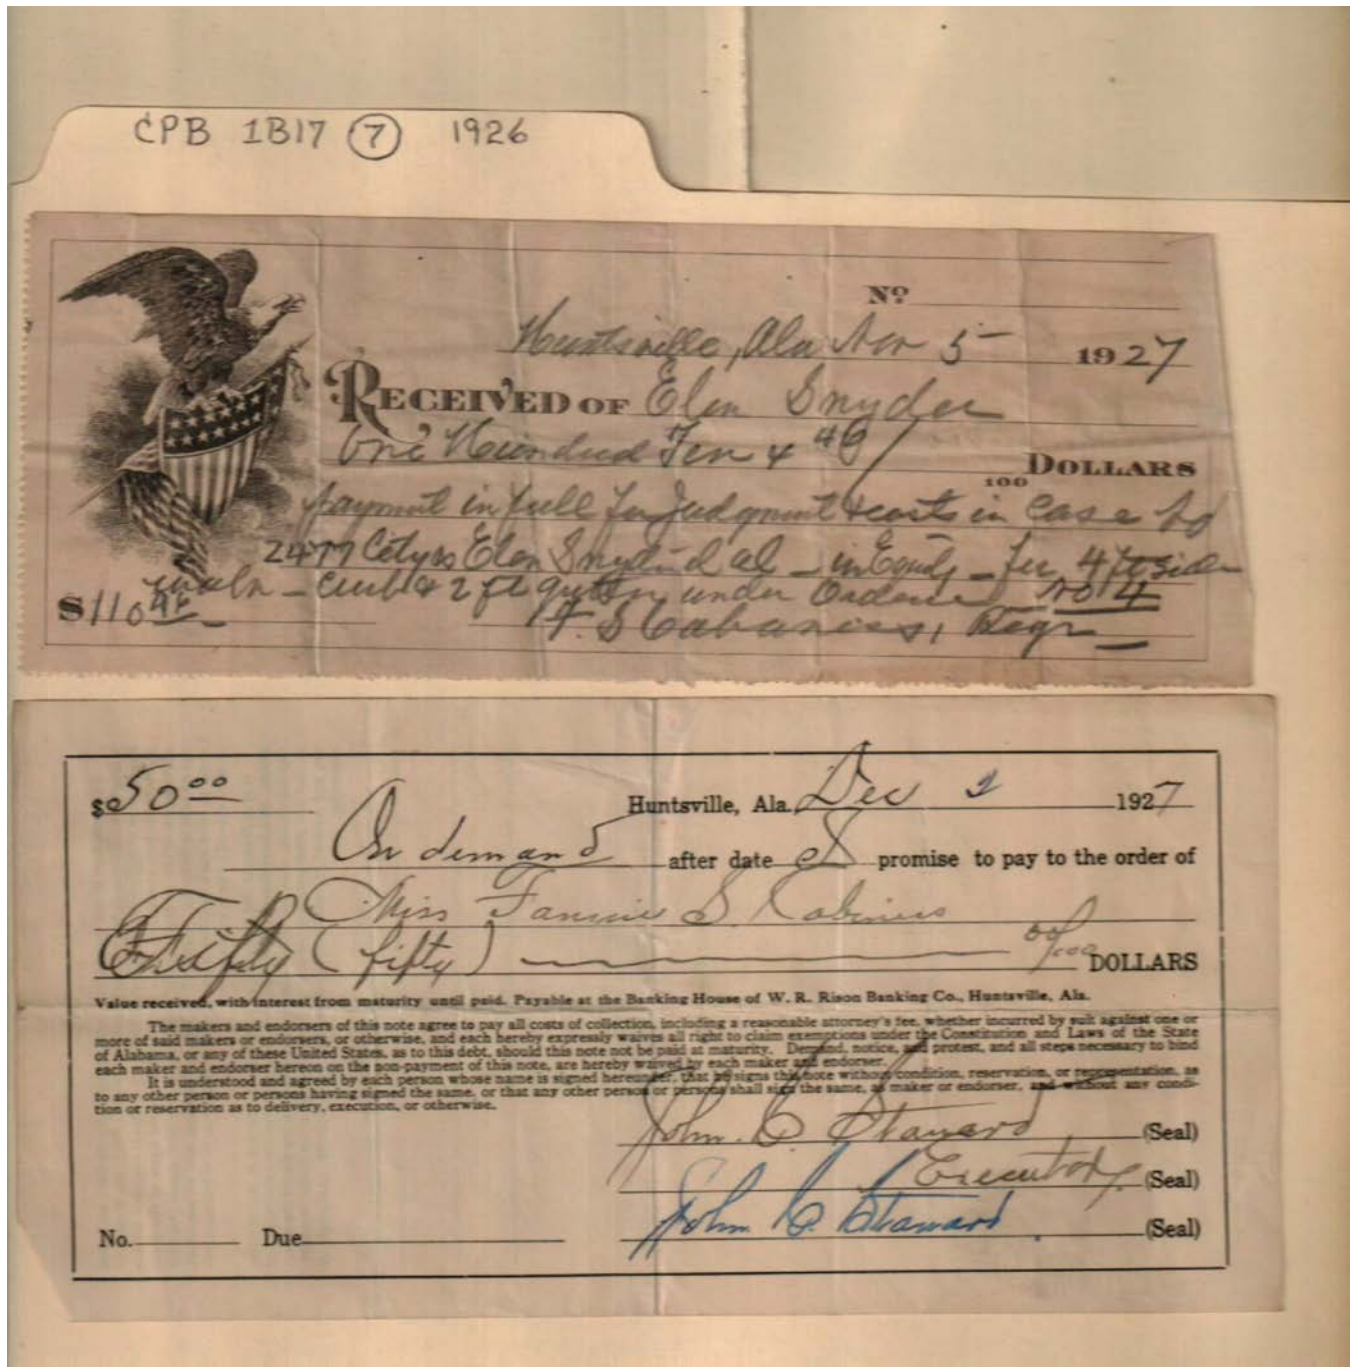 CPB 1B17 7 1926
No
Huntsville, Ala Nov 5 1927
RECEIVED OF Elen Snyder
One Hundred Ten & 46/100 DOLLARS
payment in full for Judgment & costs in Case No
2477 City vs Elen Snyder et al - in Equity - for 4 ft side
walk - Curb & 2 ft gutter under Ordance No 4
$110 46
F. S. Cabaniss, Regr
$50 00 Huntsville, Ala. Dec 2 1927
On demand after date I promise to pay to the order of
Miss Fannie S. Cabiniss
Fifty (fifty) 00/100 DOLLARS
Value received, with interest from maturity until paid. Payable at the Banking House of W. R. Rison Banking Co., Huntsville, Ala.
The makers and endorsers of this note agree to pay all costs of collection, including a reasonable attorney's fee, whether incurred by suit against one or
more of said makers or endorsers, or otherwise, and each hereby expressly waives all right to claim exemptions under the Constitution and Laws of the State
of Alabama, or any of these United States, as to this debt, should this note not be paid at maturity. Demand, notice, and protest, and all steps necessary to bind
each maker and endorser hereon on the non-payment of this note, are hereby waived by each maker and endorser.
It is understood and agreed by each person whose name is signed hereunder, that he signs this note without condition, reservation, or representation, as
to any other person or persons having signed the same, or that any other person or persons shall sign the same, as maker or endorser, and without any condi-
tion or reservation as to delivery, execution, or otherwise.
John C. Stanard (Seal)
Executor. (Seal)
John C. Stanard (Seal)
No. Due